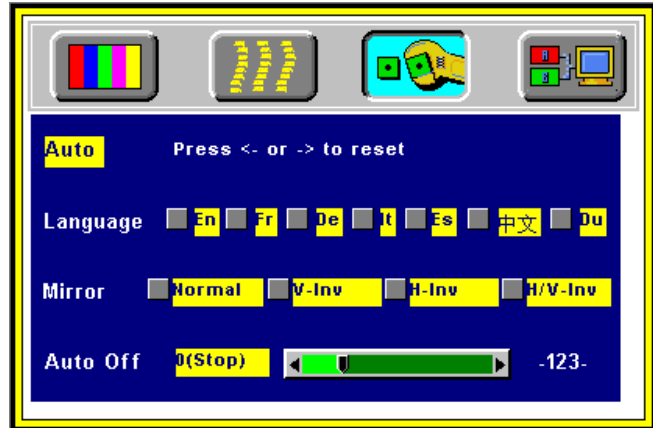 Auto Press <- or -> to reset
Language En Fr De It Es 中文 Du
Mirror Normal V-Inv H-Inv H/V-Inv
Auto Off 0(Stop) -123-